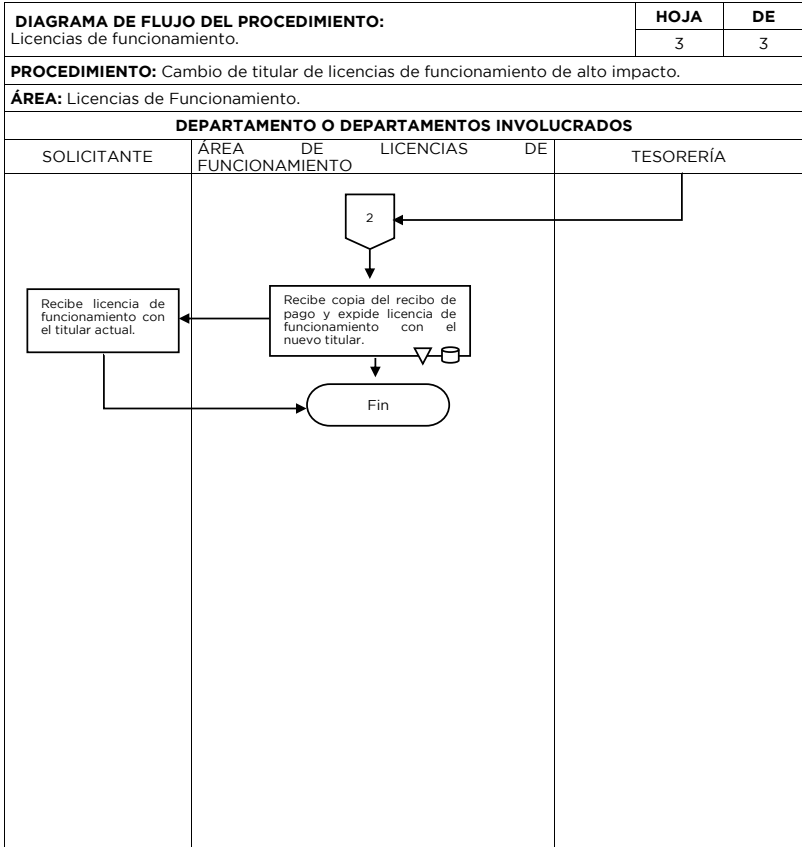 DIAGRAMA DE FLUJO DEL PROCEDIMIENTO:
Licencias de funcionamiento.
HOJA DE
3 3
PROCEDIMIENTO: Cambio de titular de licencias de funcionamiento de alto impacto.
ÁREA: Licencias de Funcionamiento.
DEPARTAMENTO O DEPARTAMENTOS INVOLUCRADOS
SOLICITANTE
ÁREA DE LICENCIAS DE
FUNCIONAMIENTO
TESORERÍA
2
Recibe copia del recibo de
pago y expide licencia de
funcionamiento con el
nuevo titular.
Recibe licencia de
funcionamiento con
el titular actual.
Fin